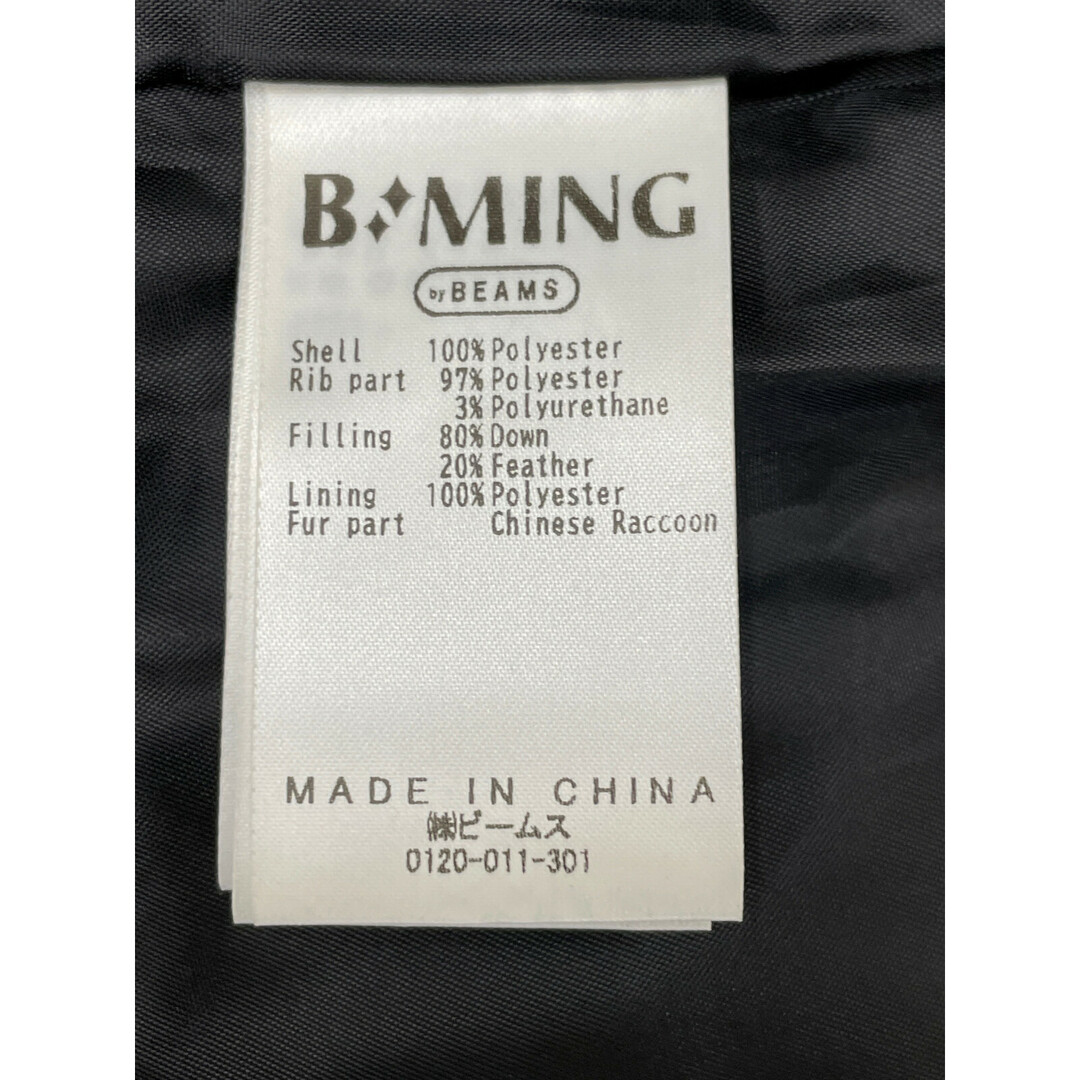 B MING
by BEAMS
Shell 100% Polyester
Rib part 97% Polyester
3% Polyurethane
Filling 80% Down
20% Feather
Lining 100% Polyester
Fur part Chinese Raccoon
MADE IN CHINA
㈱ビームス
0120-011-301